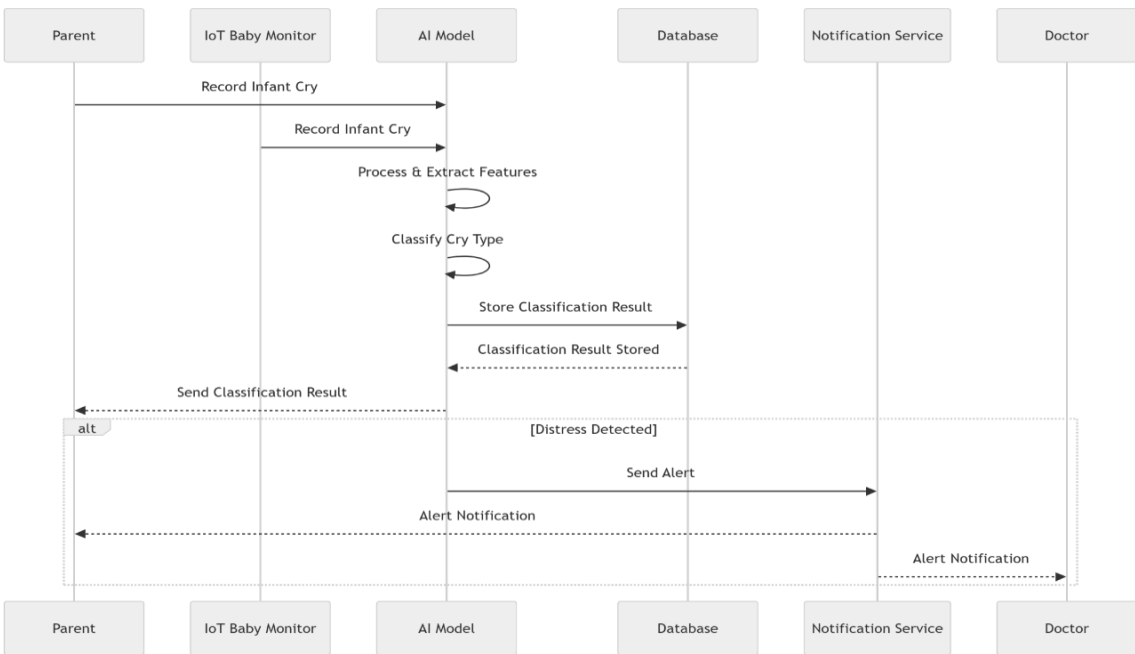 Parent
IoT Baby Monitor
AI Model
Database
Notification Service
Doctor
Record Infant Cry
Record Infant Cry
Process & Extract Features
Classify Cry Type
Store Classification Result
Classification Result Stored
Send Classification Result
alt
[Distress Detected]
Send Alert
Alert Notification
Alert Notification
Parent
IoT Baby Monitor
AI Model
Database
Notification Service
Doctor